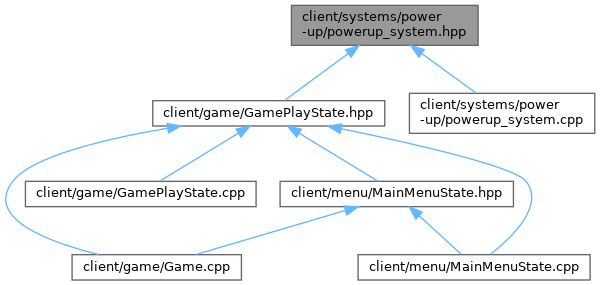 client/systems/power
-up/powerup_system.hpp
client/game/GamePlayState.hpp
client/systems/power
-up/powerup_system.cpp
client/game/GamePlayState.cpp
client/menu/MainMenuState.hpp
client/game/Game.cpp
client/menu/MainMenuState.cpp